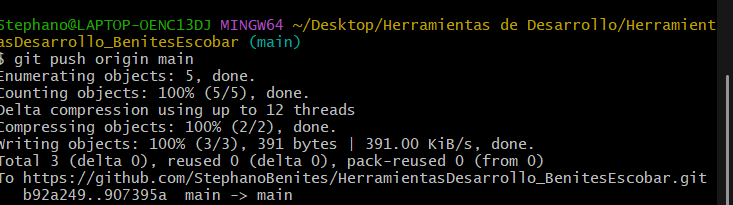 Stephano@LAPTOP-OENC13DJ MINGW64 ~/Desktop/Herramientas de Desarrollo/Herramient
asDesarrollo_BenitesEscobar (main)
$ git push origin main
Enumerating objects: 5, done.
Counting objects: 100% (5/5), done.
Delta compression using up to 12 threads
Compressing objects: 100% (2/2), done.
Writing objects: 100% (3/3), 391 bytes | 391.00 KiB/s, done.
Total 3 (delta 0), reused 0 (delta 0), pack-reused 0 (from 0)
To https://github.com/StephanoBenites/HerramientasDesarrollo_BenitesEscobar.git
   b92a249..907395a  main -> main